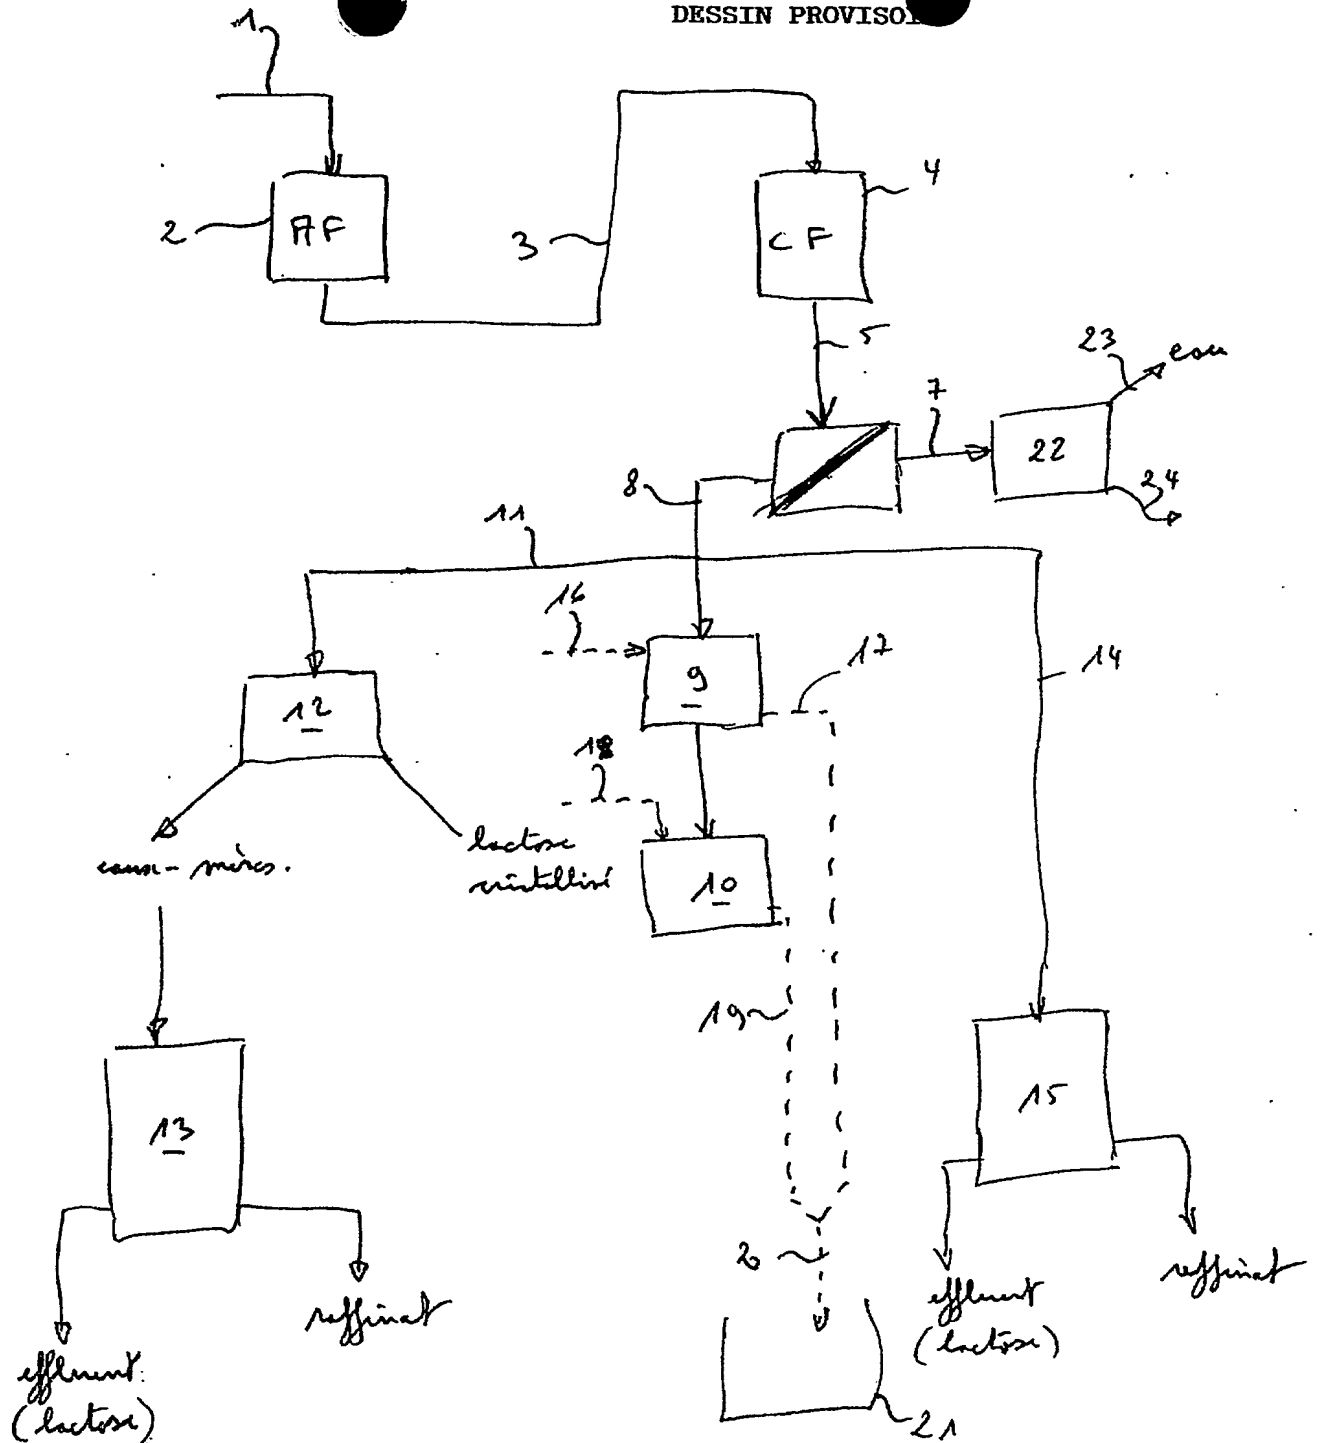 DESSIN PROVISOI
1
2
AF
3
CF
4
5
23
eau
7
22
24
8
11
16
9
17
14
12
18
lactose
cristallisé
eaux-mères.
10
19
13
15
20
raffinat
effluent
(lactose)
raffinat
effluent
(lactose)
21